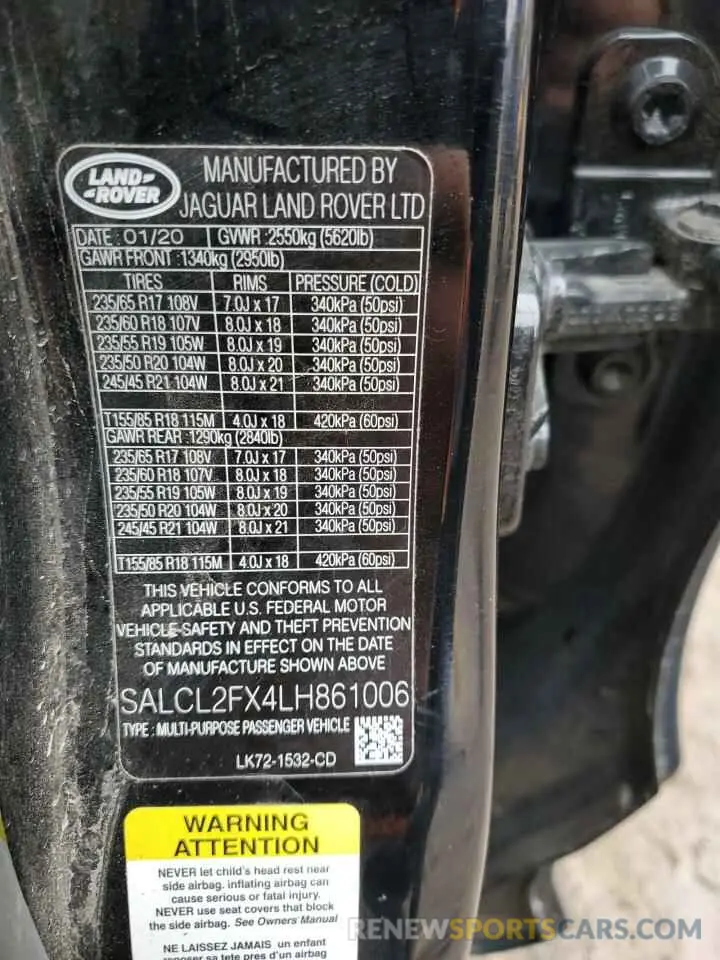 LAND-
-ROVER
MANUFACTURED BY
JAGUAR LAND ROVER LTD
DATE : 01/20 GVWR :2550kg (5620lb)
GAWR FRONT :1340kg (2950lb)
TIRES RIMS PRESSURE (COLD)
235/65 R17 108V 7.0J x 17 340kPa (50psi)
235/60 R18 107V 8.0J x 18 340kPa (50psi)
235/55 R19 105W 8.0J x 19 340kPa (50psi)
235/50 R20 104W 8.0J x 20 340kPa (50psi)
245/45 R21 104W 8.0J x 21 340kPa (50psi)
T155/85 R18 115M 4.0J x 18 420kPa (60psi)
GAWR REAR :1290kg (2840lb)
235/65 R17 108V 7.0J x 17 340kPa (50psi)
235/60 R18 107V 8.0J x 18 340kPa (50psi)
235/55 R19 105W 8.0J x 19 340kPa (50psi)
235/50 R20 104W 8.0J x 20 340kPa (50psi)
245/45 R21 104W 8.0J x 21 340kPa (50psi)
T155/85 R18 115M 4.0J x 18 420kPa (60psi)
THIS VEHICLE CONFORMS TO ALL
APPLICABLE U.S. FEDERAL MOTOR
VEHICLE SAFETY AND THEFT PREVENTION
STANDARDS IN EFFECT ON THE DATE
OF MANUFACTURE SHOWN ABOVE
SALCL2FX4LH861006
TYPE : MULTI-PURPOSE PASSENGER VEHICLE
LK72-1532-CD
WARNING
ATTENTION
NEVER let child's head rest near
side airbag. inflating airbag can
cause serious or fatal injury.
NEVER use seat covers that block
the side airbag. See Owners Manual
NE LAISSEZ JAMAIS un enfant
reposer sa tete pres d'un airbag
RENEWSPORTSCARS.COM